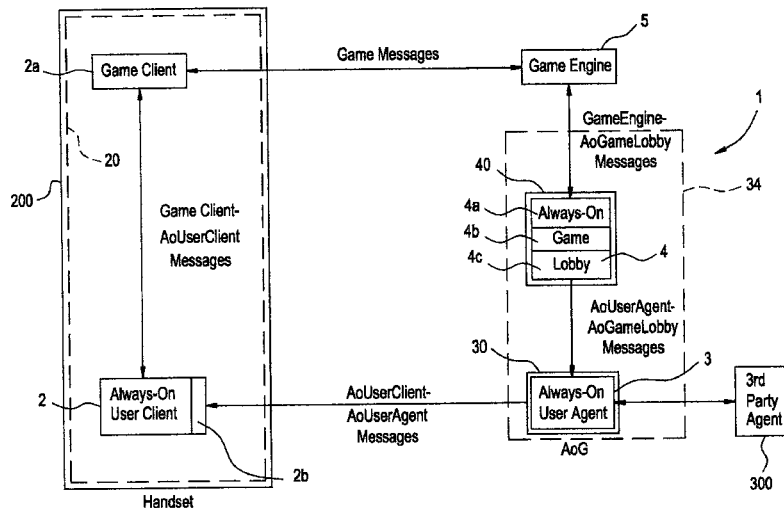 5
2a
Game Messages
Game Client
Game Engine
1
GameEngine-
AoGameLobby
Messages
20
40
34
200
4a
Always-On
Game Client-
AoUserClient
Messages
4b
Game
4c
Lobby
4
AoUserAgent-
AoGameLobby
Messages
30
3
2
Always-On
User Client
AoUserClient-
AoUserAgent
Messages
Always-On
User Agent
3rd
Party
Agent
2b
AoG
300
Handset